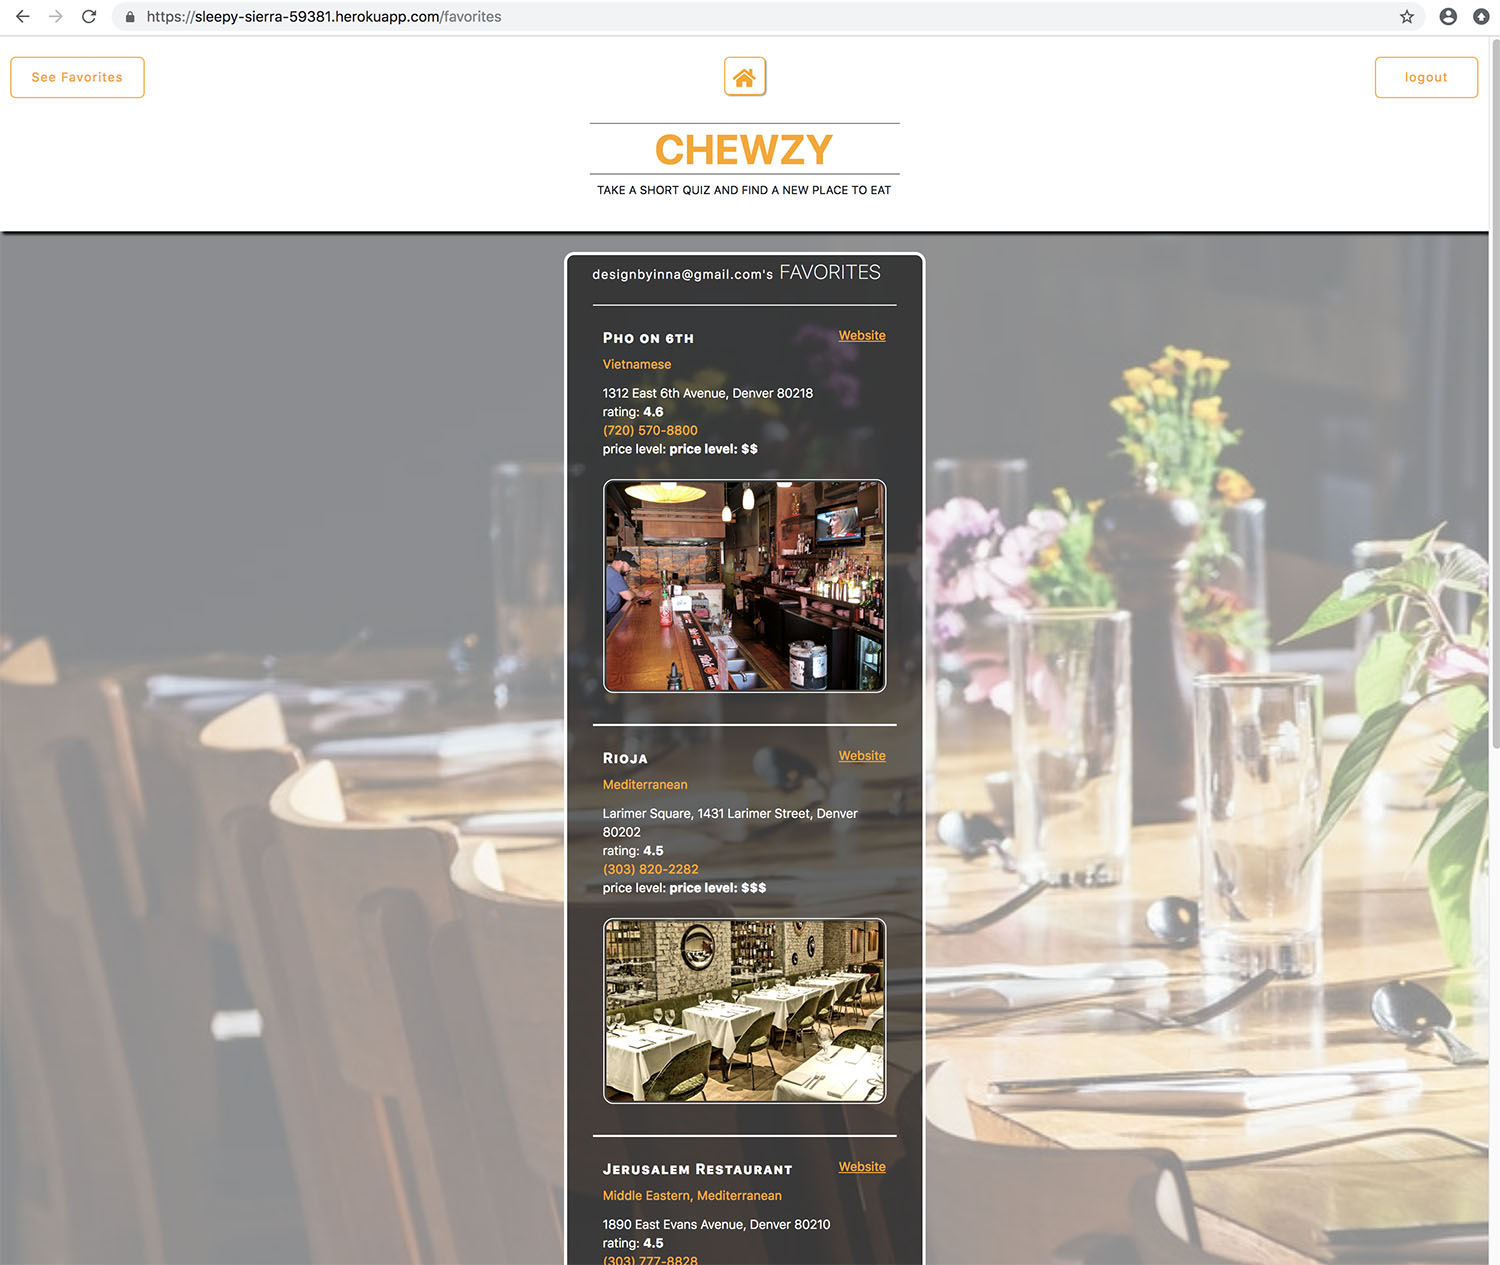 https://sleepy-sierra-59381.herokuapp.com/favorites
See Favorites
logout
CHEWZY
TAKE A SHORT QUIZ AND FIND A NEW PLACE TO EAT
designbyinna@gmail.com's FAVORITES
Pho on 6th
Website
Vietnamese
1312 East 6th Avenue, Denver 80218
rating: 4.6
(720) 570-8800
price level: price level: $$
Rioja
Website
Mediterranean
Larimer Square, 1431 Larimer Street, Denver
80202
rating: 4.5
(303) 820-2282
price level: price level: $$$
Jerusalem Restaurant
Website
Middle Eastern, Mediterranean
1890 East Evans Avenue, Denver 80210
rating: 4.5
(303) 777-8828